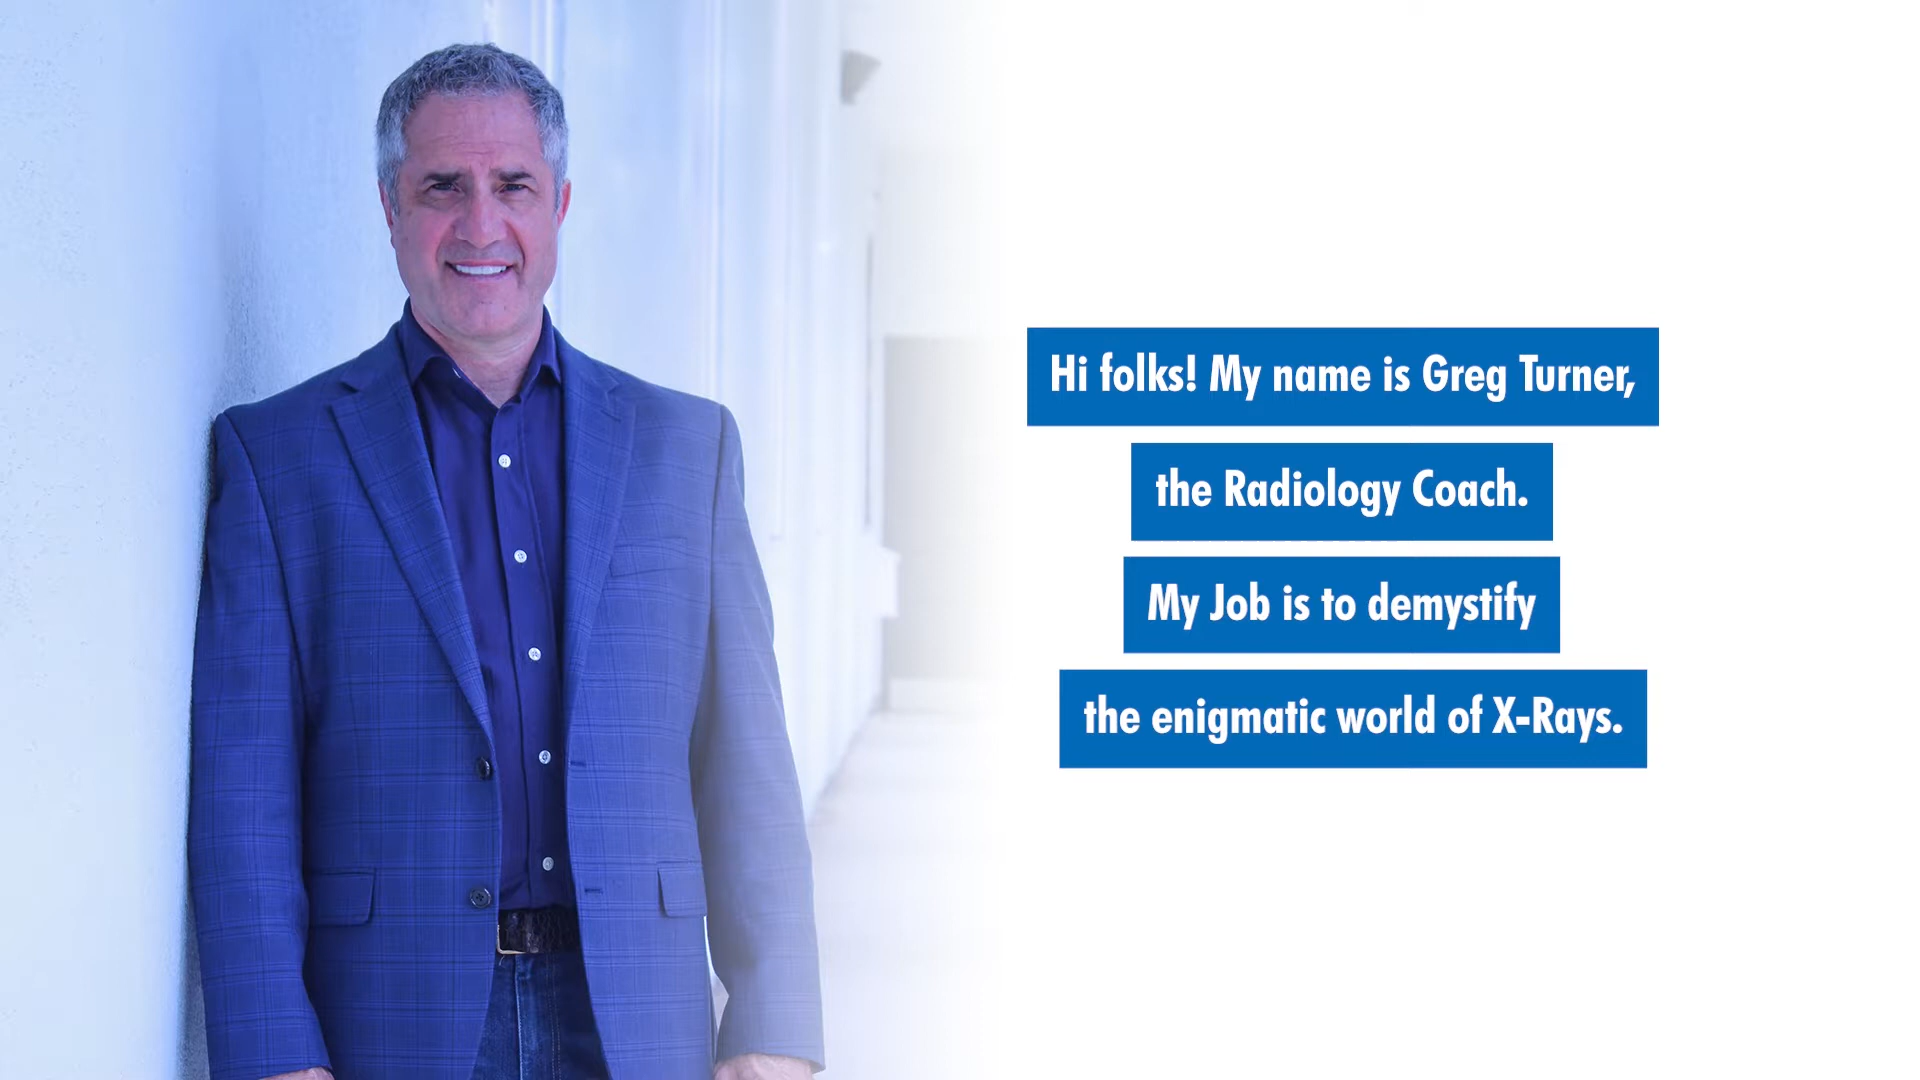 Hi folks! My name is Greg Turner,
the Radiology Coach.
My Job is to demystify
the enigmatic world of X-Rays.